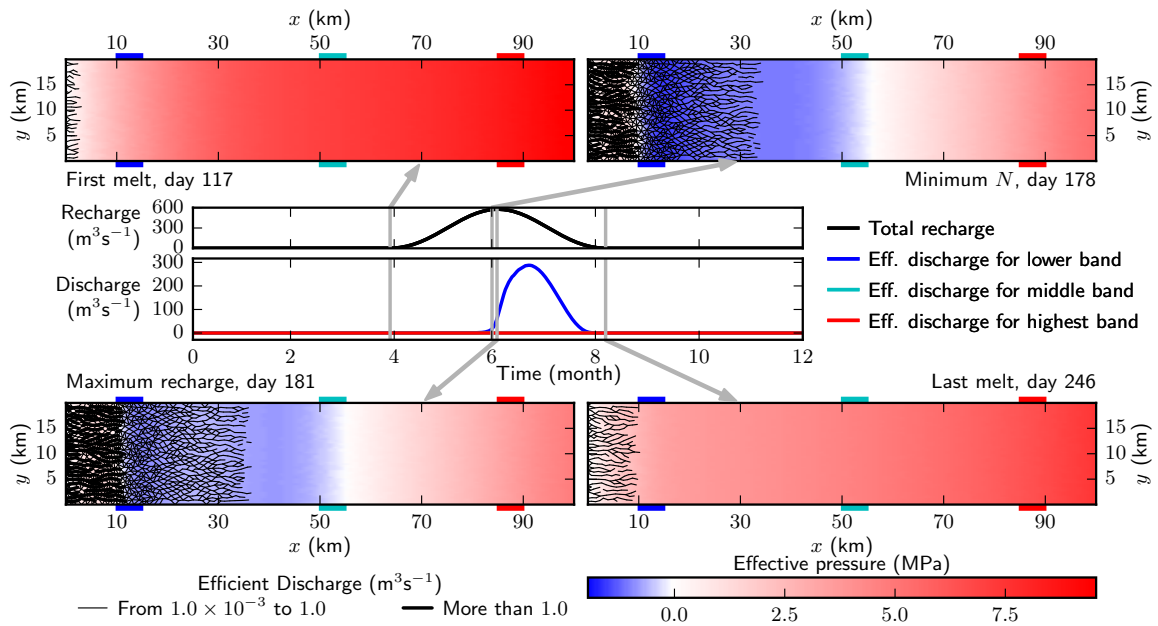 x (km)
10 30 50 70 90
x (km)
10 30 50 70 90
y (km)
15
10
5
15
10
5
y (km)
First melt, day 117
Minimum N, day 178
Recharge
(m³s⁻¹)
600
300
0
Discharge
(m³s⁻¹)
300
200
100
0
0 2 4 6 8 10 12
Time (month)
Total recharge
Eff. discharge for lower band
Eff. discharge for middle band
Eff. discharge for highest band
Maximum recharge, day 181
Last melt, day 246
y (km)
15
10
5
15
10
5
y (km)
10 30 50 70 90
x (km)
10 30 50 70 90
x (km)
Efficient Discharge (m³s⁻¹)
From 1.0 × 10⁻³ to 1.0
More than 1.0
Effective pressure (MPa)
0.0 2.5 5.0 7.5